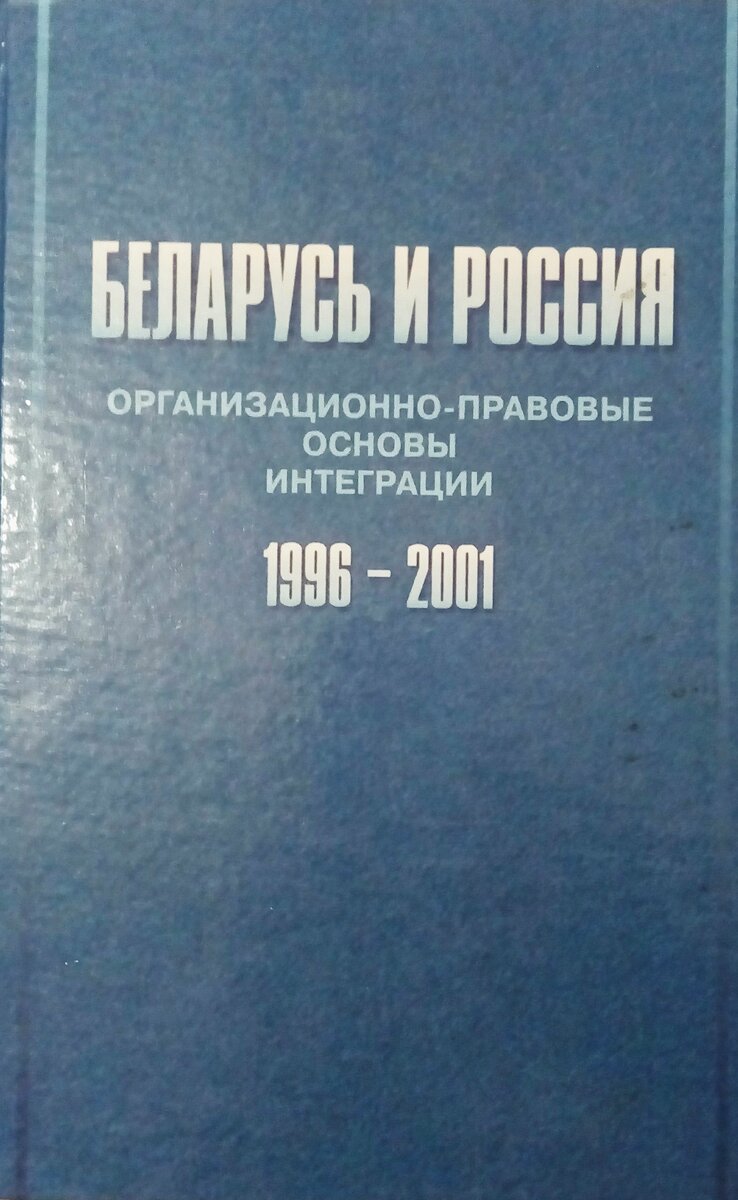 БЕЛАРУСЬ И РОССИЯ
ОРГАНИЗАЦИОННО-ПРАВОВЫЕ
ОСНОВЫ
ИНТЕГРАЦИИ
1996 – 2001